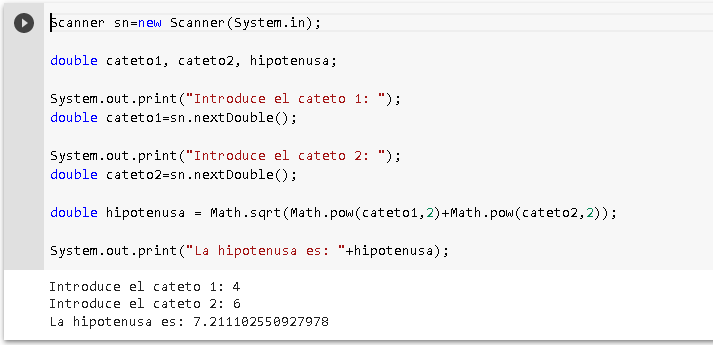 Scanner sn=new Scanner(System.in);
double cateto1, cateto2, hipotenusa;
System.out.print("Introduce el cateto 1: ");
double cateto1=sn.nextDouble();
System.out.print("Introduce el cateto 2: ");
double cateto2=sn.nextDouble();
double hipotenusa = Math.sqrt(Math.pow(cateto1,2)+Math.pow(cateto2,2));
System.out.print("La hipotenusa es: "+hipotenusa);
Introduce el cateto 1: 4
Introduce el cateto 2: 6
La hipotenusa es: 7.211102550927978